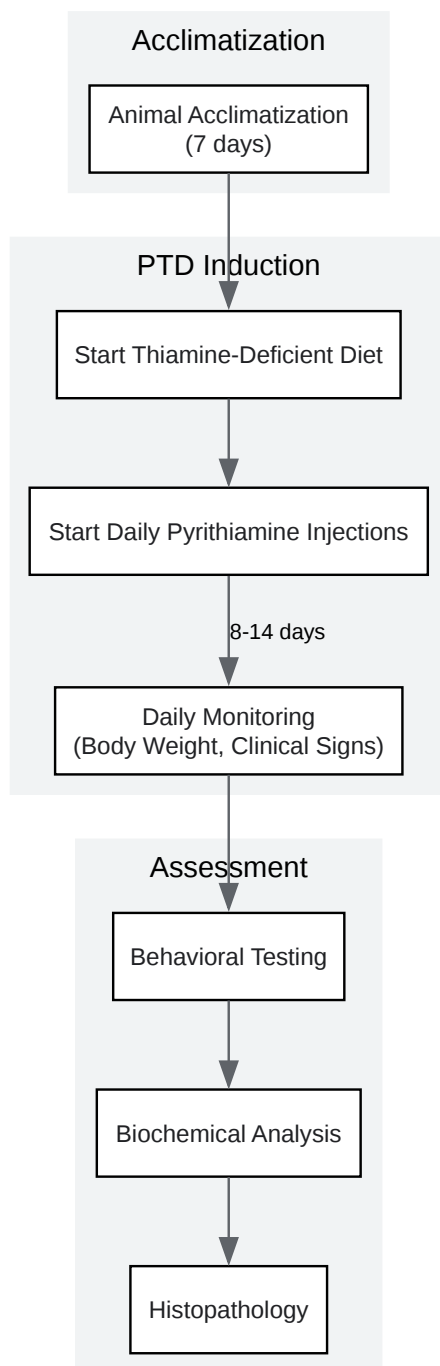 Acclimatization
Animal Acclimatization
(7 days)
PTD Induction
Start Thiamine-Deficient Diet
Start Daily Pyrithiamine Injections
8-14 days
Daily Monitoring
(Body Weight, Clinical Signs)
Assessment
Behavioral Testing
Biochemical Analysis
Histopathology